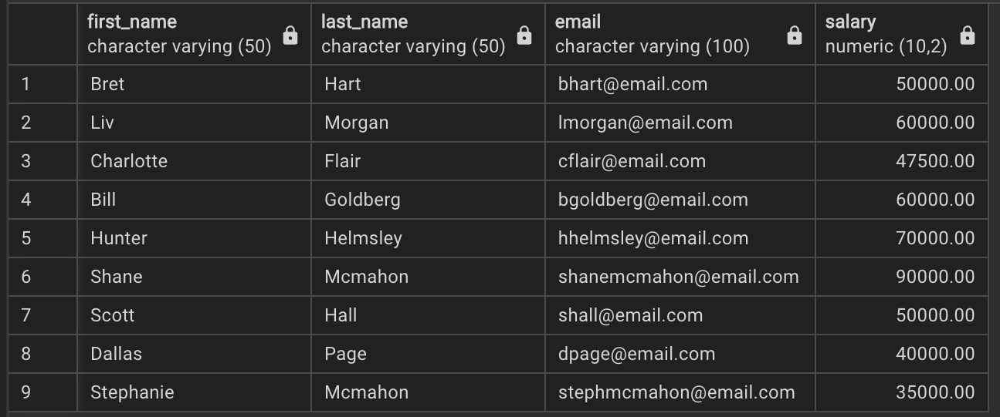 first_name last_name email salary
character varying (50) character varying (50) character varying (100) numeric (10,2)
1 Bret Hart bhart@email.com 50000.00
2 Liv Morgan lmorgan@email.com 60000.00
3 Charlotte Flair cflair@email.com 47500.00
4 Bill Goldberg bgoldberg@email.com 60000.00
5 Hunter Helmsley hhelmsley@email.com 70000.00
6 Shane Mcmahon shanemcmahon@email.com 90000.00
7 Scott Hall shall@email.com 50000.00
8 Dallas Page dpage@email.com 40000.00
9 Stephanie Mcmahon stephmcmahon@email.com 35000.00